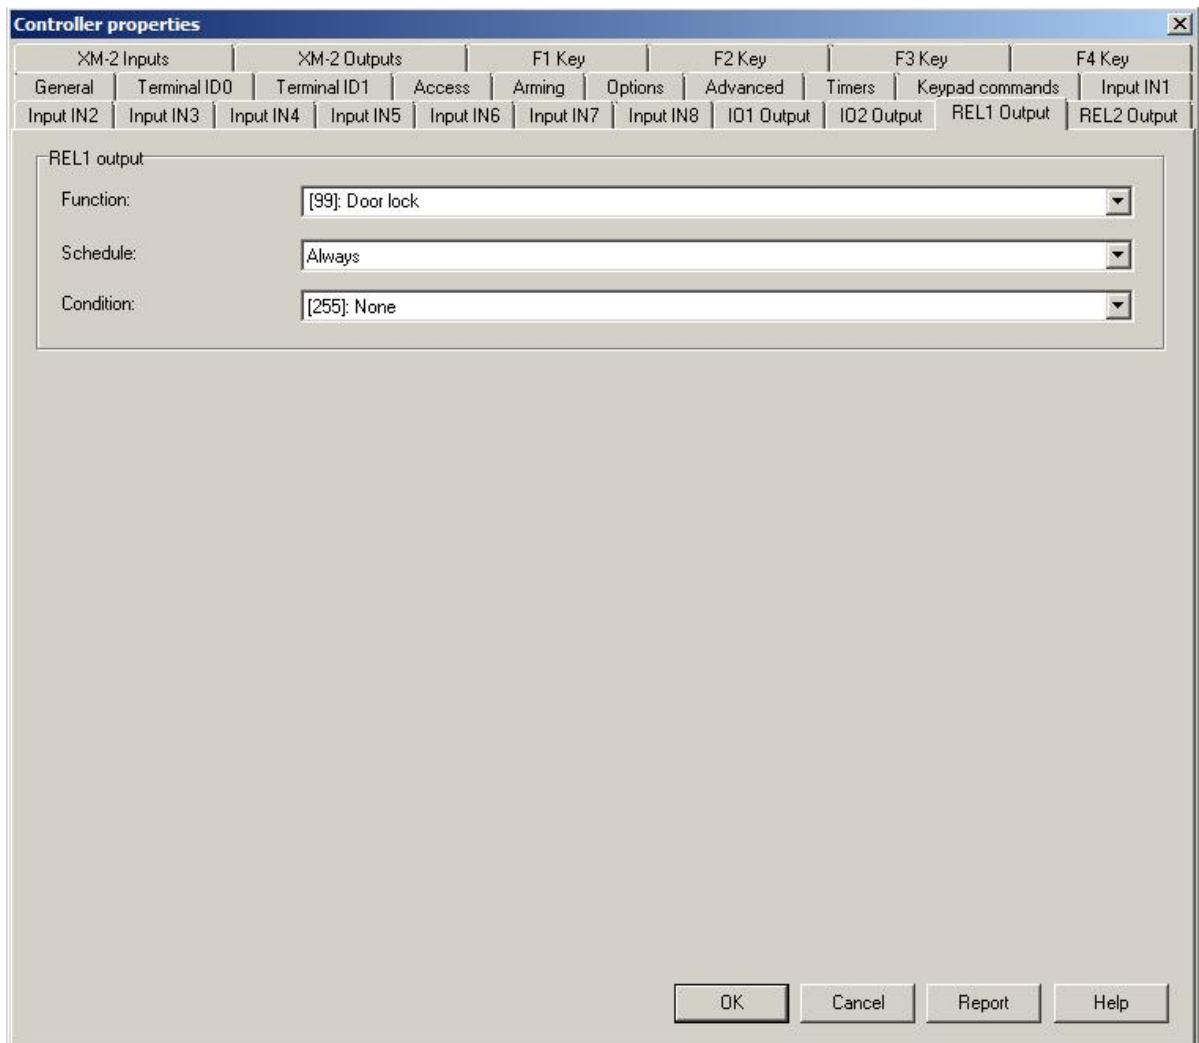 Controller properties
XM-2 Inputs XM-2 Outputs F1 Key F2 Key F3 Key F4 Key
General Terminal ID0 Terminal ID1 Access Arming Options Advanced Timers Keypad commands Input IN1
Input IN2 Input IN3 Input IN4 Input IN5 Input IN6 Input IN7 Input IN8 IO1 Output IO2 Output REL1 Output REL2 Output
REL1 output
Function: [99]: Door lock
Schedule: Always
Condition: [255]: None
OK Cancel Report Help